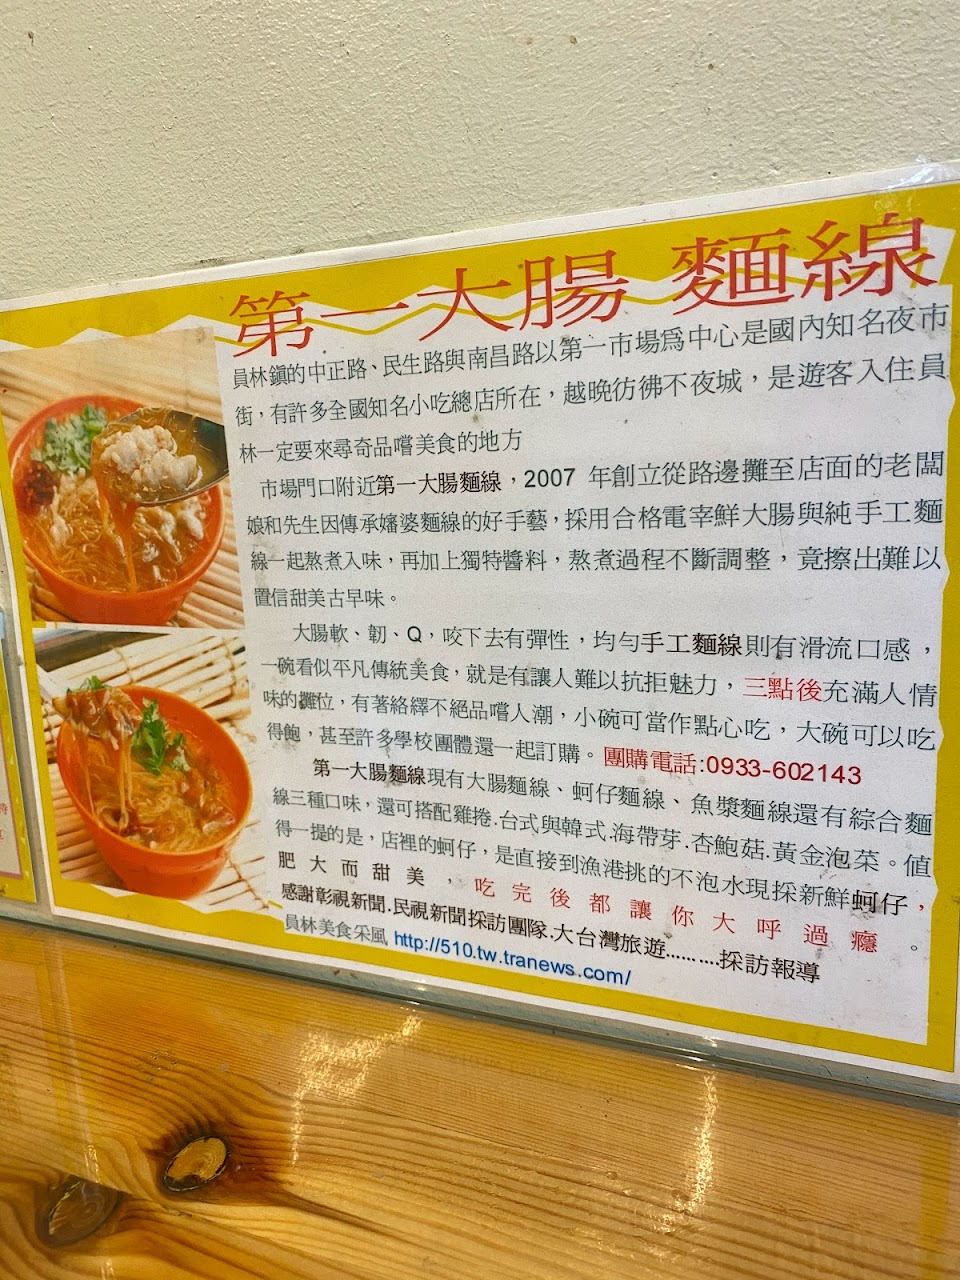 第一大腸 麵線
員林鎮的中正路、民生路與南昌路以第一市場爲中心是國內知名夜市
街，有許多全國知名小吃總店所在，越晚彷彿不夜城，是遊客入住員
林一定要來尋奇品嚐美食的地方
市場門口附近第一大腸麵線，2007 年創立從路邊攤至店面的老闆
娘和先生因傳承嬸婆麵線的好手藝，採用合格電宰鮮大腸與純手工麵
線一起熬煮入味，再加上獨特醬料，熬煮過程不斷調整，竟擦出難以
置信甜美古早味。
大腸軟、韌、Q，咬下去有彈性，均勻手工麵線則有滑流口感，
一碗看似平凡傳統美食，就是有讓人難以抗拒魅力，三點後充滿人情
味的攤位，有著絡繹不絕品嚐人潮，小碗可當作點心吃，大碗可以吃
得飽，甚至許多學校團體還一起訂購。團購電話:0933-602143
第一大腸麵線現有大腸麵線、蚵仔麵線、魚漿麵線還有綜合麵
線三種口味，還可搭配雞捲.台式與韓式.海帶芽.杏鮑菇.黃金泡菜。值
得一提的是，店裡的蚵仔，是直接到漁港挑的不泡水現採新鮮蚵仔，
肥大而甜美，吃完後都讓你大呼過癮。
感謝彰視新聞.民視新聞採訪團隊.大台灣旅遊..........採訪報導
員林美食采風 http://510.tw.tranews.com/